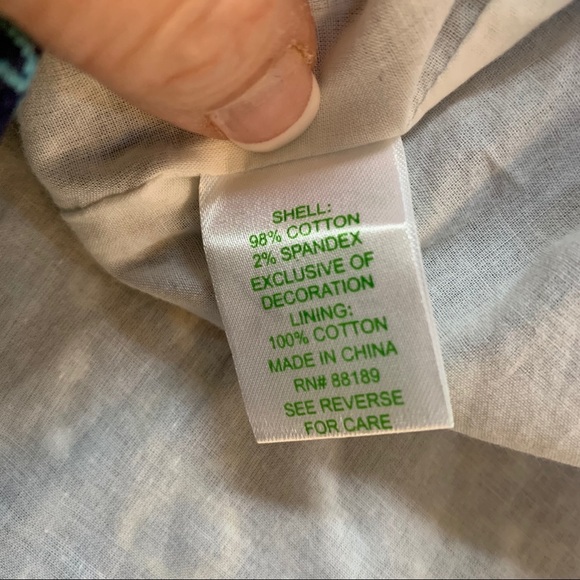 SHELL:
98% COTTON
2% SPANDEX
EXCLUSIVE OF
DECORATION
LINING:
100% COTTON
MADE IN CHINA
RN# 88189
SEE REVERSE
FOR CARE